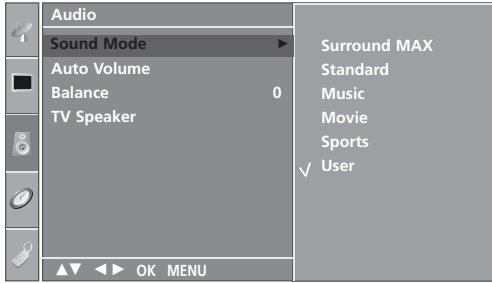 Audio
Sound Mode ►
Auto Volume
Balance 0
TV Speaker
▲▼ ◄► OK MENU
Surround MAX
Standard
Music
Movie
Sports
√ User